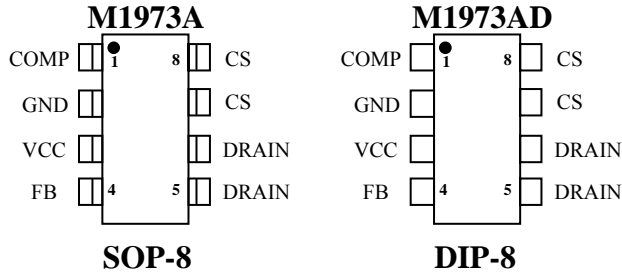 M1973A
COMP 1 8 CS
GND CS
VCC DRAIN
FB 4 5 DRAIN
SOP-8
M1973AD
COMP 1 8 CS
GND CS
VCC DRAIN
FB 4 5 DRAIN
DIP-8